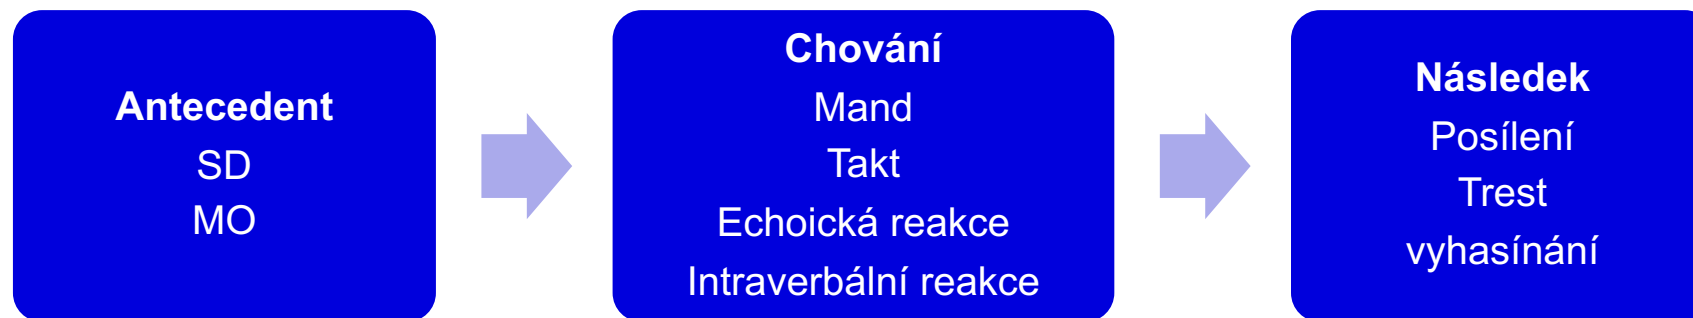 Antecedent
SD
MO
Chování
Mand
Takt
Echoická reakce
Intraverbální reakce
Následek
Posílení
Trest
vyhasínání